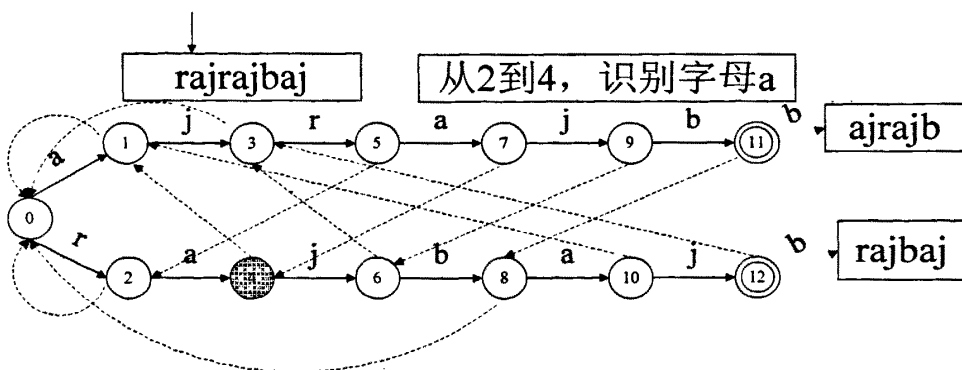 rajrajbaj
从2到4，识别字母a
a j r a j b b
1 3 5 7 9 11
ajrajb
0
r a j b a j b
2 4 6 8 10 12
rajbaj